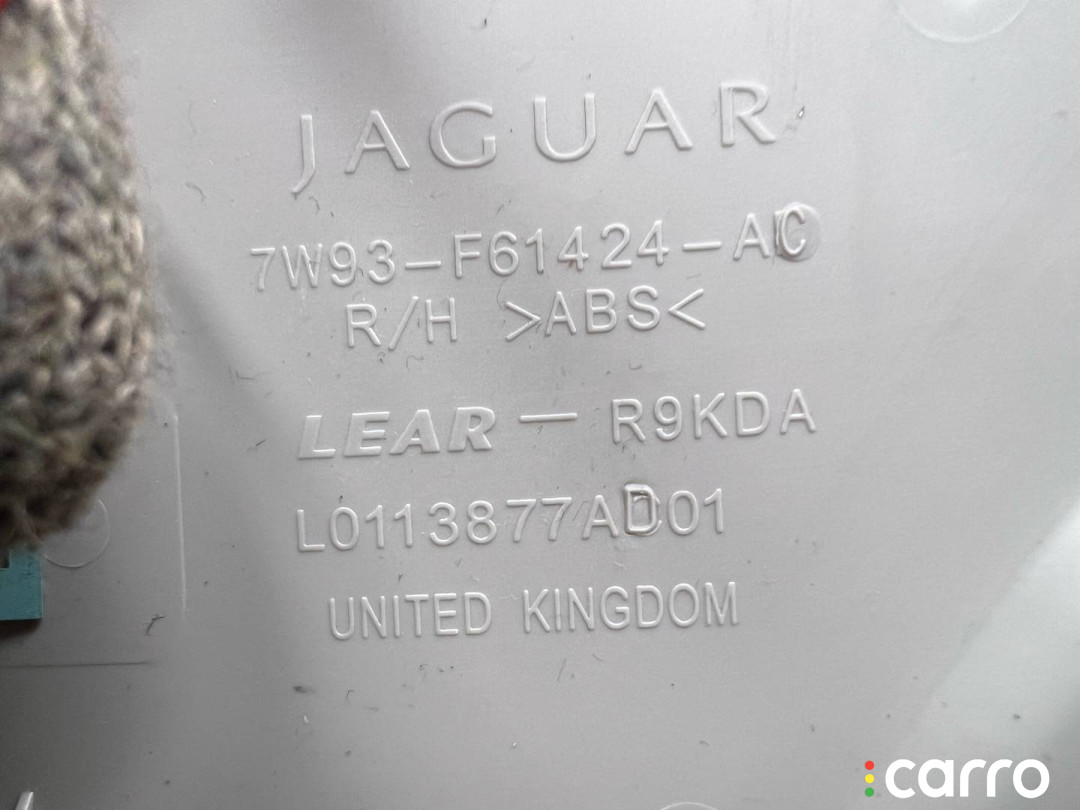 JAGUAR
7W93-F61424-AC
R/H >ABS<
LEAR - R9KDA
L0113877AD01
UNITED KINGDOM
carro